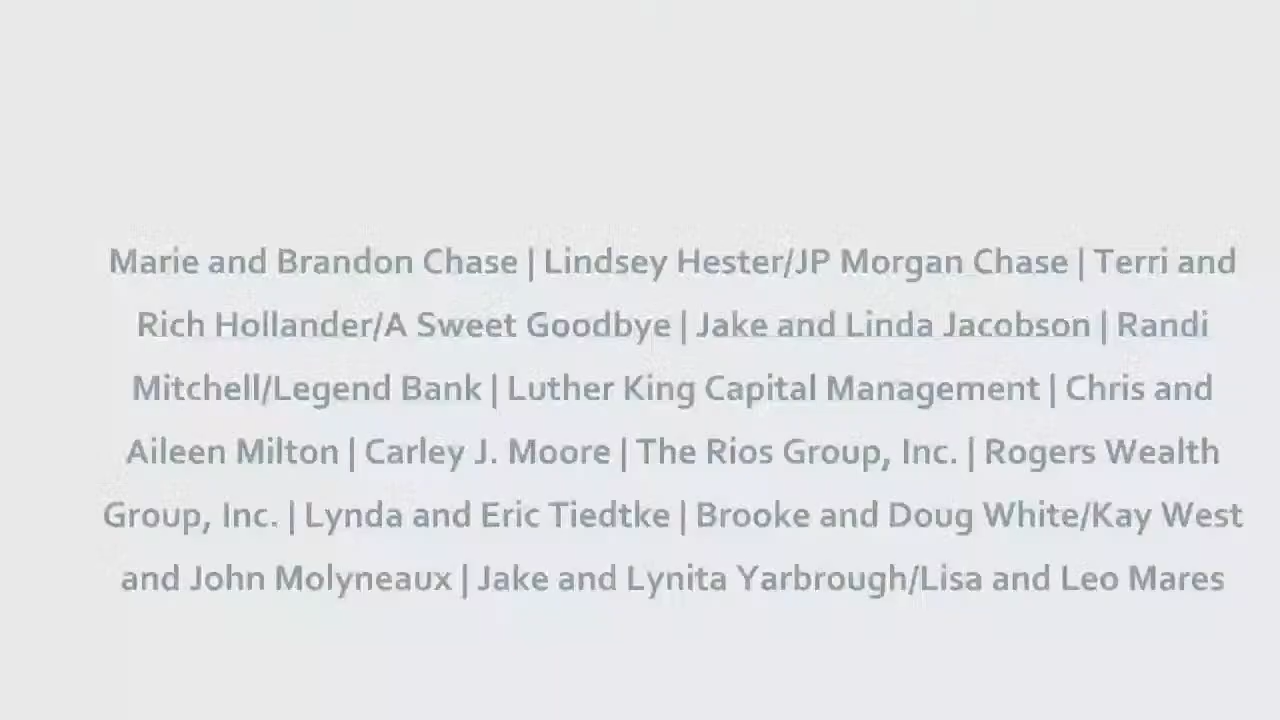 Marie and Brandon Chase | Lindsey Hester/JP Morgan Chase | Terri and
Rich Hollander/A Sweet Goodbye | Jake and Linda Jacobson | Randi
Mitchell/Legend Bank | Luther King Capital Management | Chris and
Aileen Milton | Carley J. Moore | The Rios Group, Inc. | Rogers Wealth
Group, Inc. | Lynda and Eric Tiedtke | Brooke and Doug White/Kay West
and John Molyneaux | Jake and Lynita Yarbrough/Lisa and Leo Mares